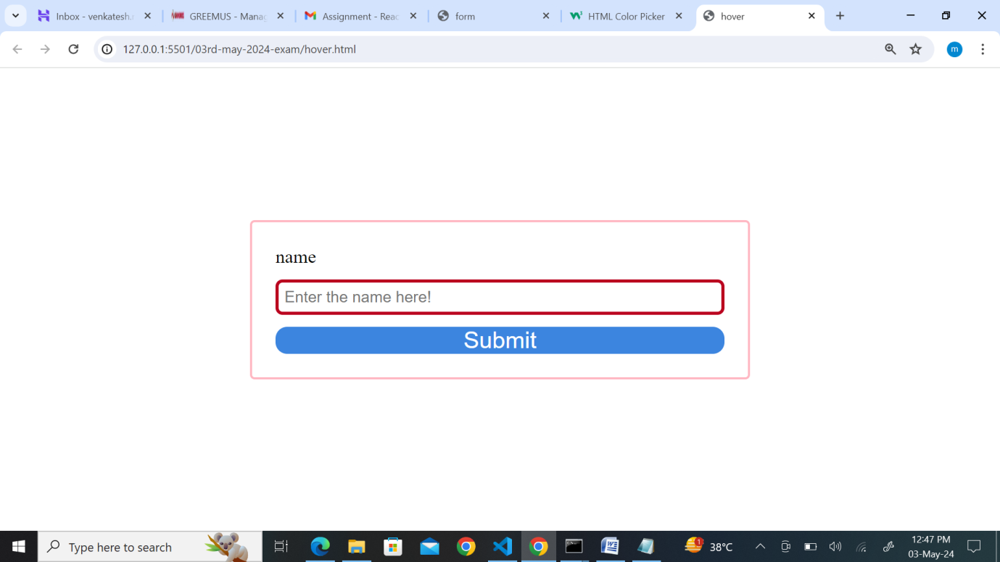 Inbox - venkatesh.
GREEMUS - Manag
Assignment - Reac
form
HTML Color Picker
hover
127.0.0.1:5501/03rd-may-2024-exam/hover.html
m
name
Enter the name here!
Submit
Type here to search
1
38°C
12:47 PM
03-May-24